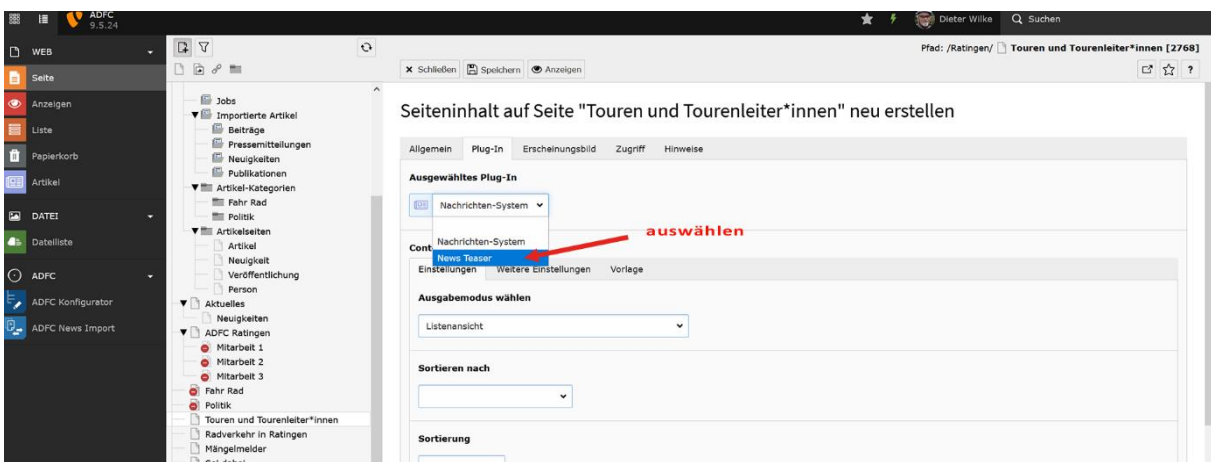 ADFC
9.5.24
Dieter Wilke
Suchen
WEB
Seite
Anzeigen
Liste
Papierkorb
Artikel
DATEI
Dateiliste
ADFC
ADFC Konfigurator
ADFC News Import
Jobs
Importierte Artikel
Beiträge
Pressemitteilungen
Neuigkeiten
Publikationen
Artikel-Kategorien
Fahr Rad
Politik
Artikelseiten
Artikel
Neuigkeit
Veröffentlichung
Person
Aktuelles
Neuigkeiten
ADFC Ratingen
Mitarbeit 1
Mitarbeit 2
Mitarbeit 3
Fahr Rad
Politik
Touren und Tourenleiter*innen
Radverkehr in Ratingen
Mängelmelder
Pfad: /Ratingen/ Touren und Tourenleiter*innen [2768]
Schließen Speichern Anzeigen
?
Seiteninhalt auf Seite "Touren und Tourenleiter*innen" neu erstellen
Allgemein Plug-In Erscheinungsbild Zugriff Hinweise
Ausgewähltes Plug-In
Nachrichten-System
auswählen
Nachrichten-System
News Teaser
Einstellungen Weitere Einstellungen Vorlage
Ausgabemodus wählen
Listenansicht
Sortieren nach
Sortierung